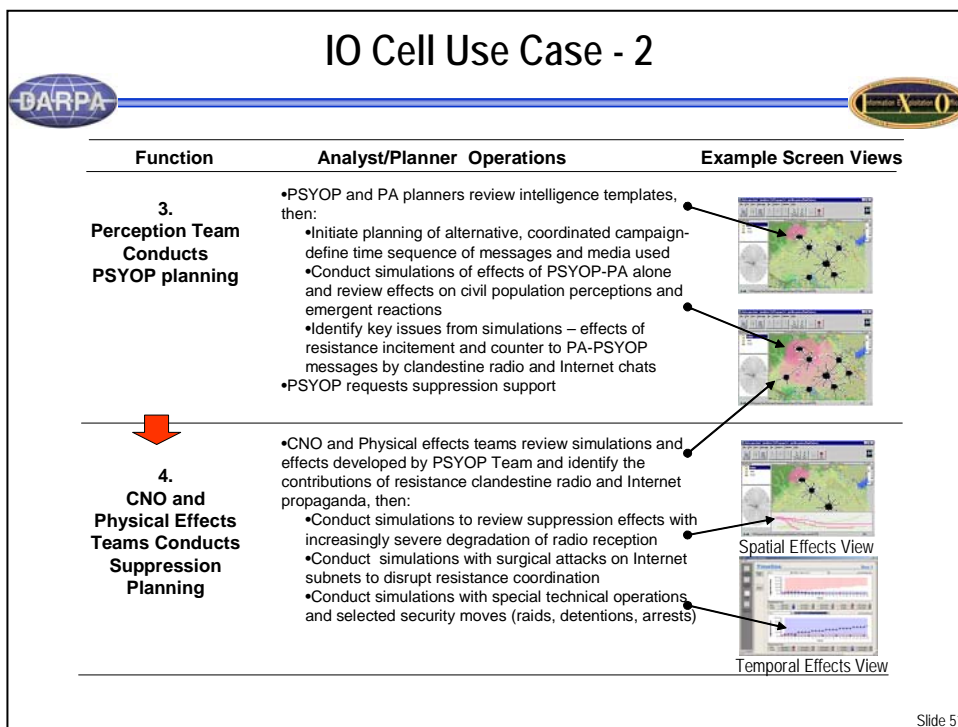 IO Cell Use Case - 2
DARPA
I X O
Function
Analyst/Planner Operations
Example Screen Views
3.
Perception Team
Conducts
PSYOP planning
•PSYOP and PA planners review intelligence templates,
then:
•Initiate planning of alternative, coordinated campaign-
define time sequence of messages and media used
•Conduct simulations of effects of PSYOP-PA alone
and review effects on civil population perceptions and
emergent reactions
•Identify key issues from simulations – effects of
resistance incitement and counter to PA-PSYOP
messages by clandestine radio and Internet chats
•PSYOP requests suppression support
4.
CNO and
Physical Effects
Teams Conducts
Suppression
Planning
•CNO and Physical effects teams review simulations and
effects developed by PSYOP Team and identify the
contributions of resistance clandestine radio and Internet
propaganda, then:
•Conduct simulations to review suppression effects with
increasingly severe degradation of radio reception
•Conduct simulations with surgical attacks on Internet
subnets to disrupt resistance coordination
•Conduct simulations with special technical operations
and selected security moves (raids, detentions, arrests)
Spatial Effects View
Timeline
Temporal Effects View
Slide 5